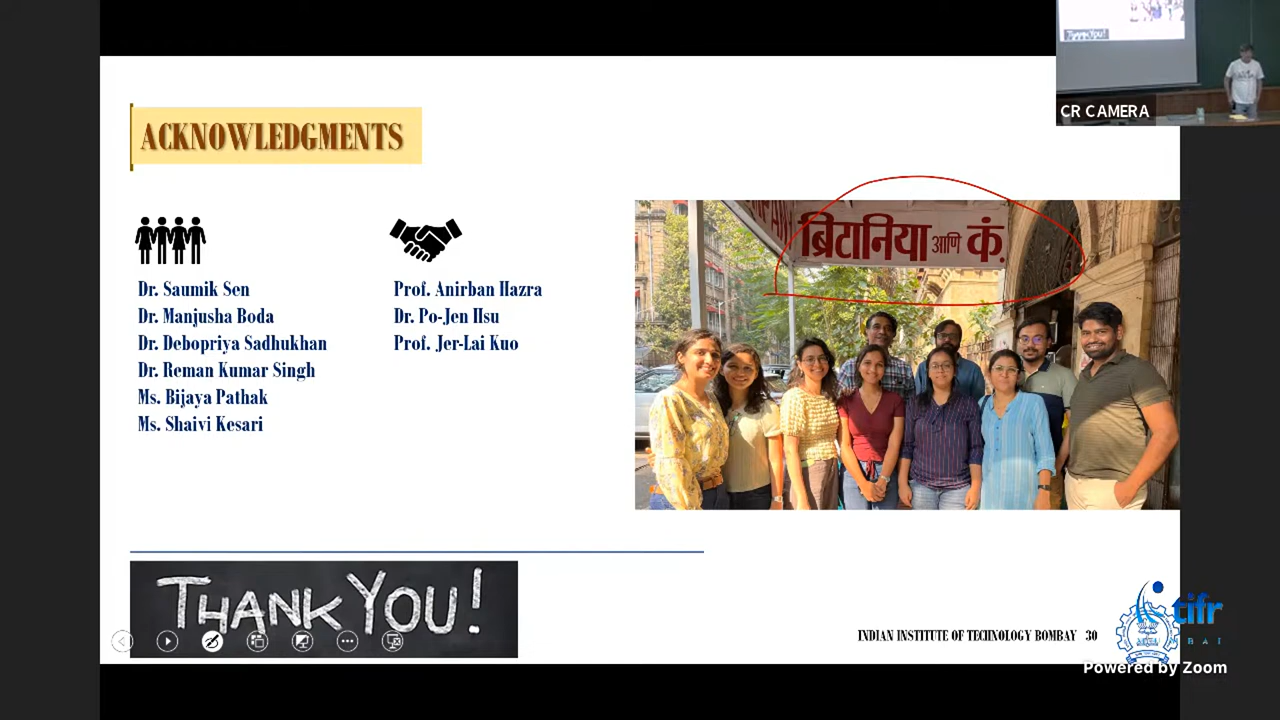 THANK YOU!
CR CAMERA
ACKNOWLEDGMENTS
Dr. Saumik Sen
Dr. Manjusha Boda
Dr. Debopriya Sadhukhan
Dr. Reman Kumar Singh
Ms. Bijaya Pathak
Ms. Shaivi Kesari
Prof. Anirban Hazra
Dr. Po-Jen Hsu
Prof. Jer-Lai Kuo
ब्रिटानिया आणि कं.
THANK YOU!
INDIAN INSTITUTE OF TECHNOLOGY BOMBAY 30
tifr
Powered by Zoom